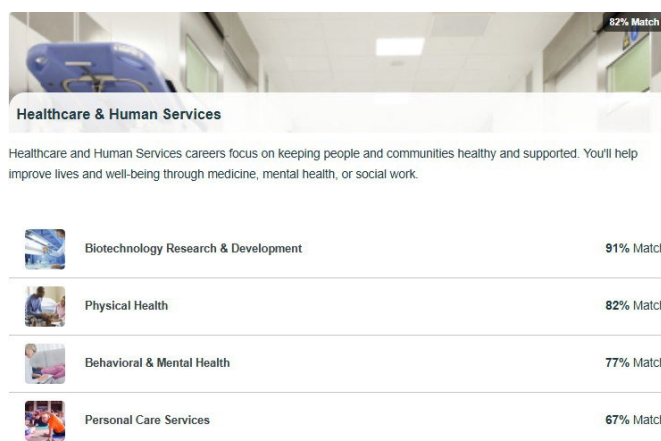 82% Match
Healthcare & Human Services
Healthcare and Human Services careers focus on keeping people and communities healthy and supported. You'll help
improve lives and well-being through medicine, mental health, or social work.
Biotechnology Research & Development 91% Match
Physical Health 82% Match
Behavioral & Mental Health 77% Match
Personal Care Services 67% Match